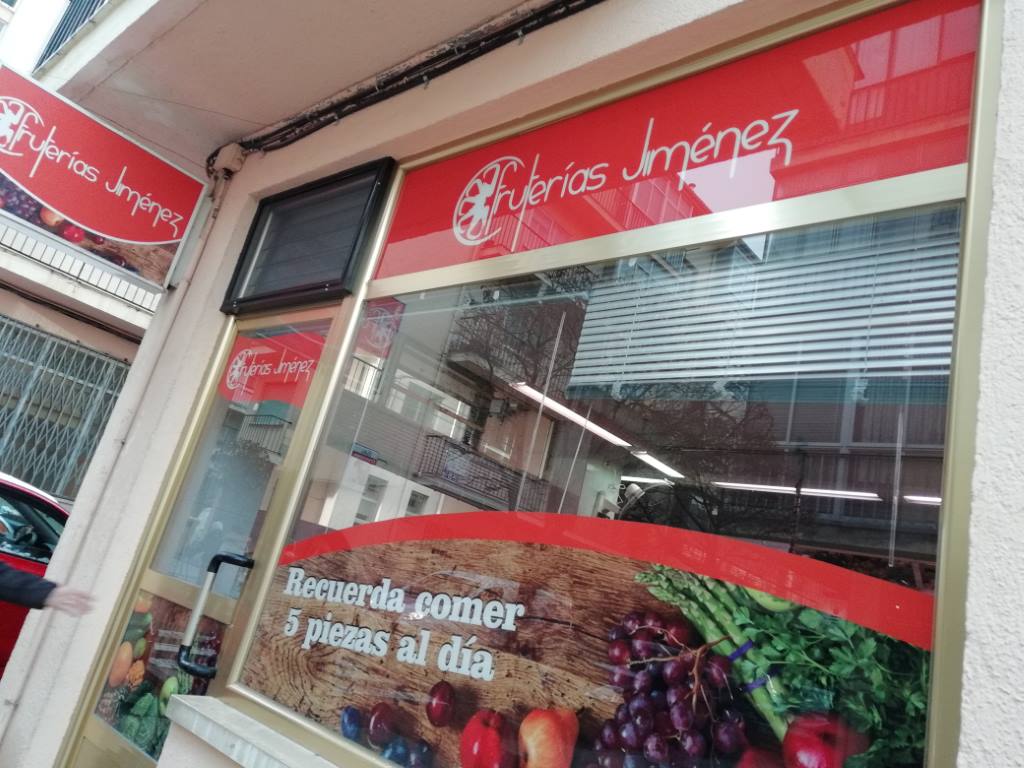 Fruterías Jiménez
Fruterías Jiménez
Fruterías Jiménez
Recuerda comer
5 piezas al día